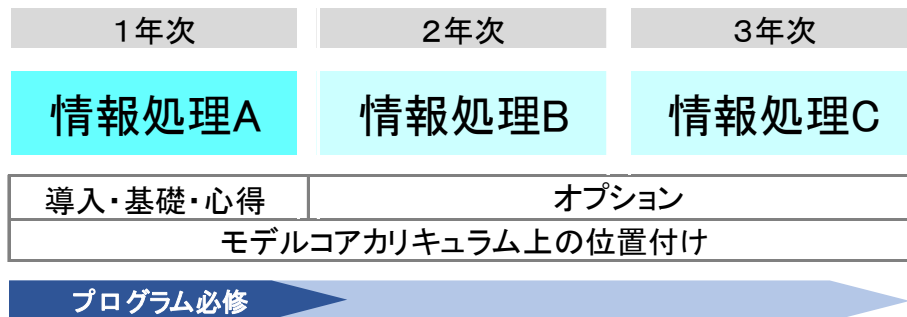 1年次 2年次 3年次
情報処理A 情報処理B 情報処理C
導入・基礎・心得 オプション
モデルコアカリキュラム上の位置付け
プログラム必修